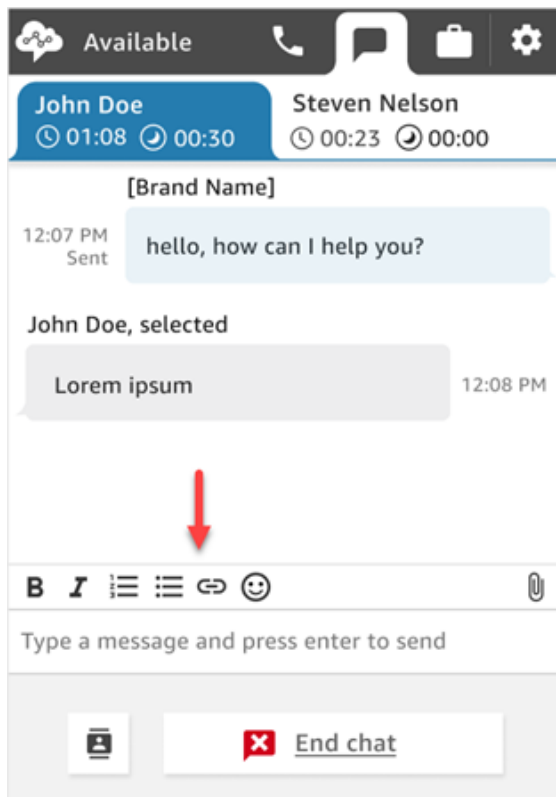 Available
John Doe
01:08 00:30
Steven Nelson
00:23 00:00
[Brand Name]
12:07 PM
Sent
hello, how can I help you?
John Doe, selected
Lorem ipsum
12:08 PM
B I
Type a message and press enter to send
End chat